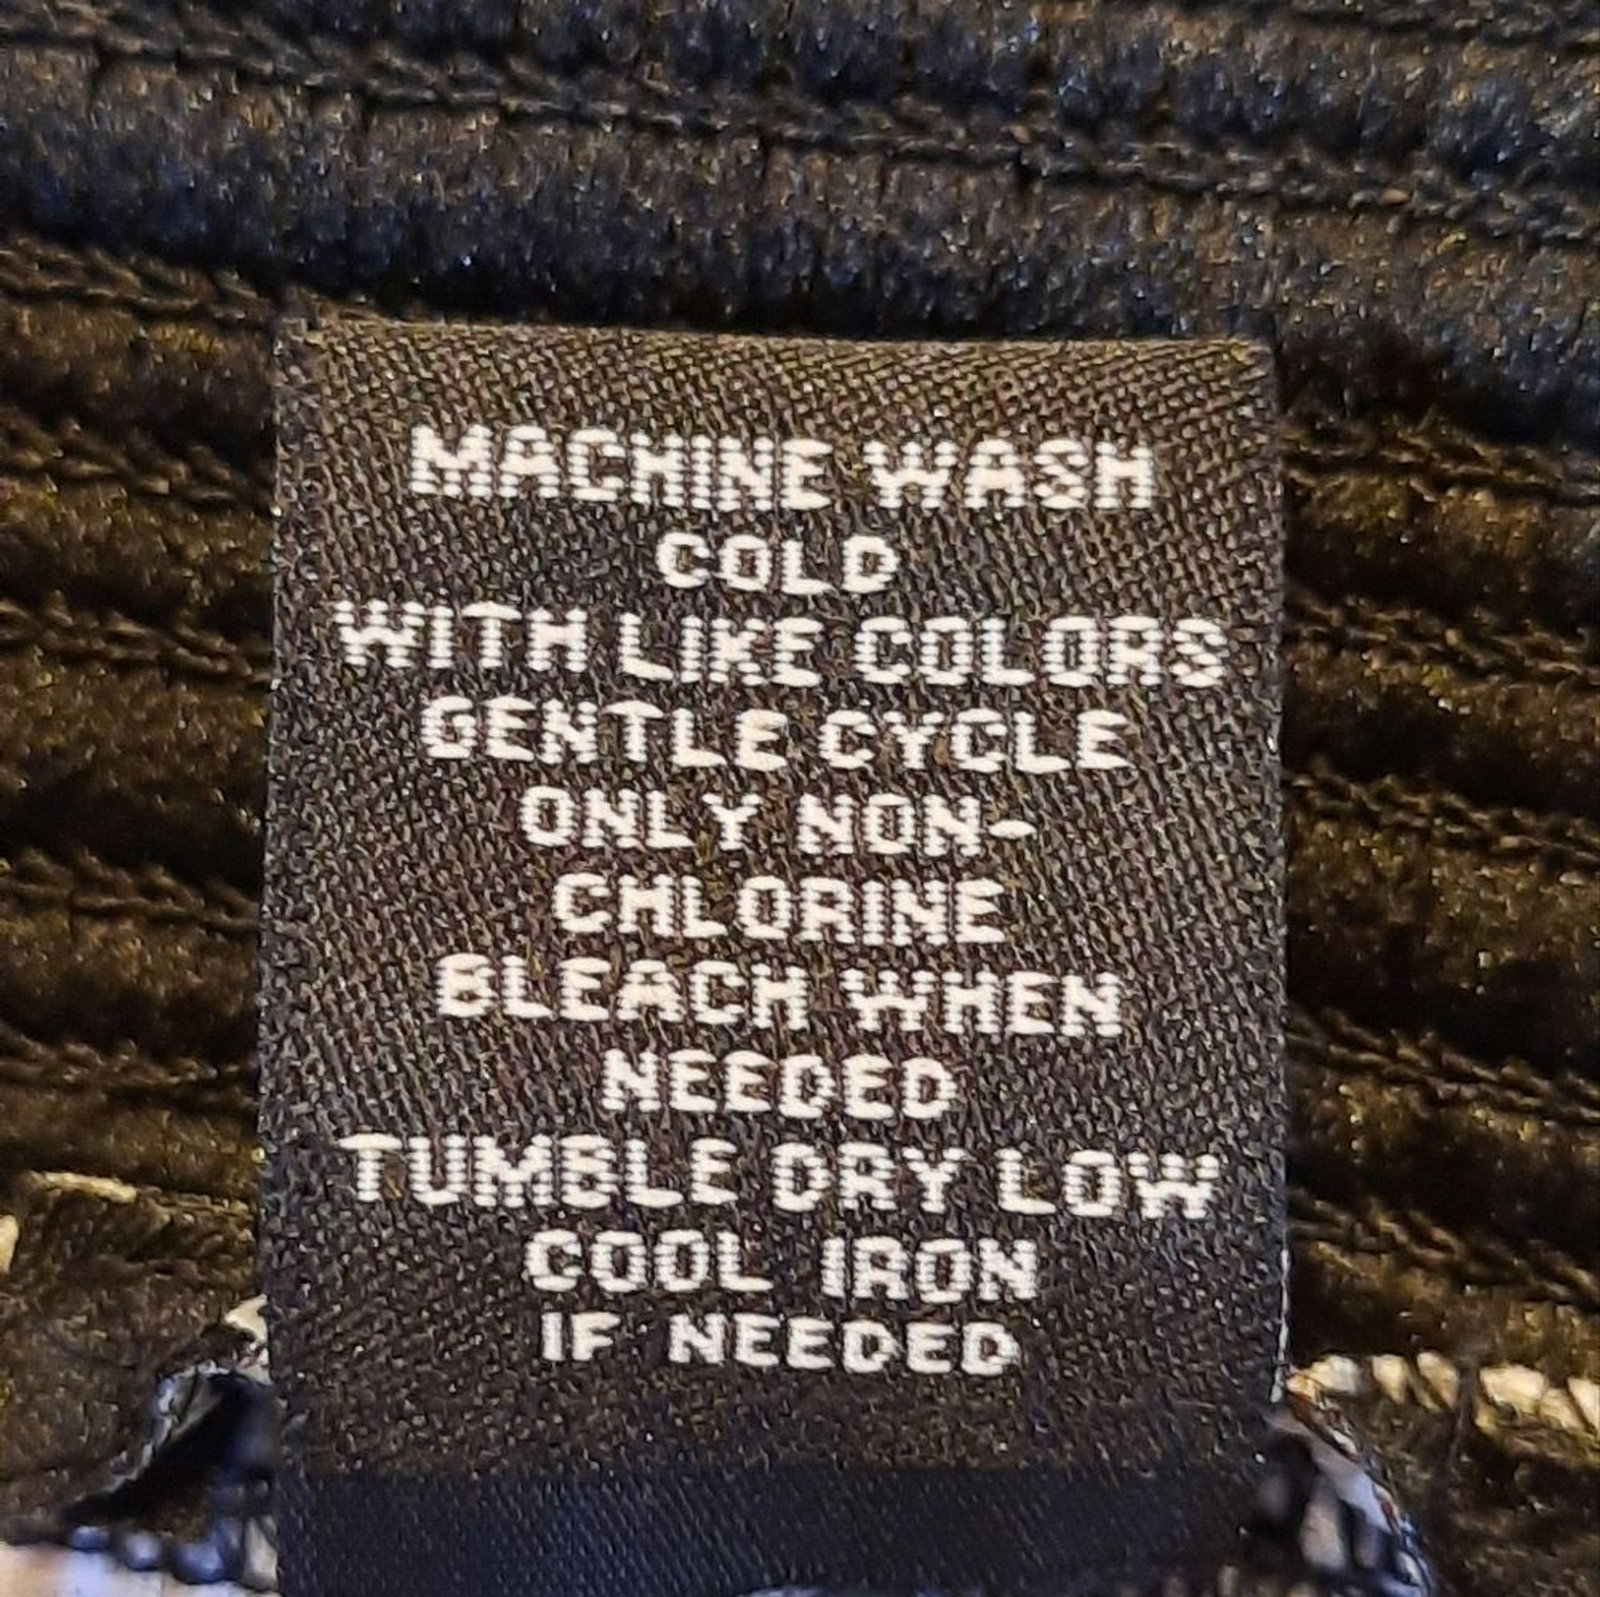 MACHINE WASH
COLD
WITH LIKE COLORS
GENTLE CYCLE
ONLY NON-
CHLORINE
BLEACH WHEN
NEEDED
TUMBLE DRY LOW
COOL IRON
IF NEEDED